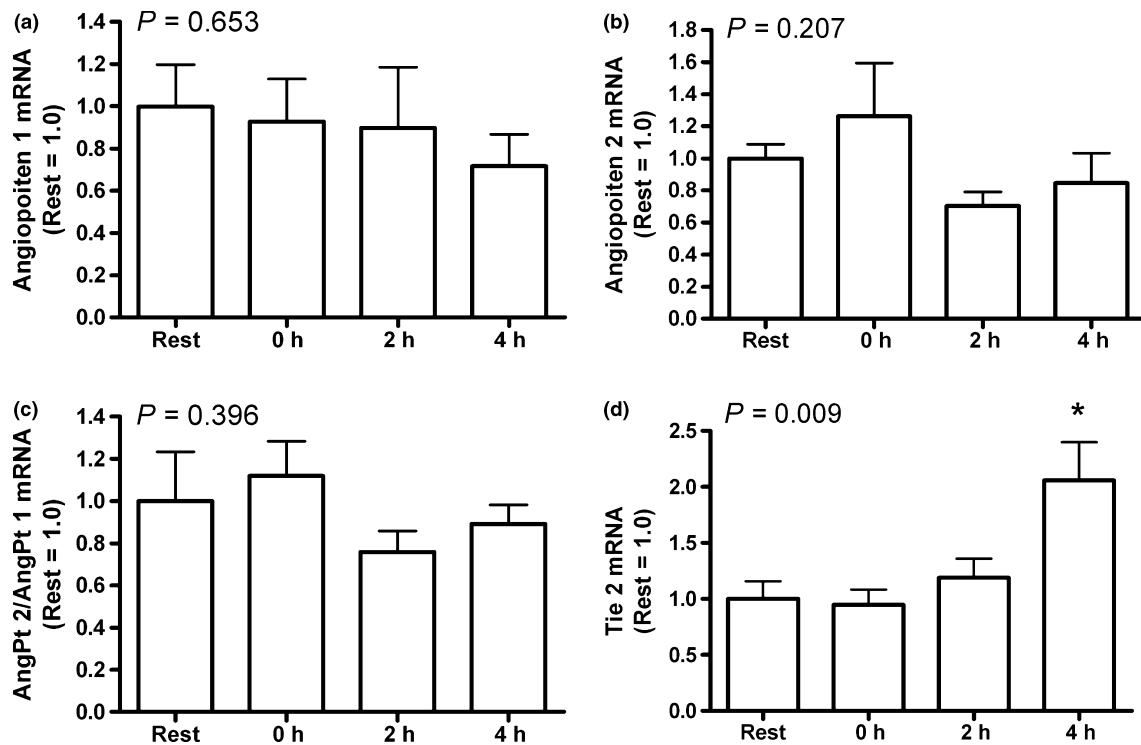 (a)
P = 0.653
Angiopoiten 1 mRNA
(Rest = 1.0)
1.4
1.2
1.0
0.8
0.6
0.4
0.2
0.0
Rest 0 h 2 h 4 h
(b)
P = 0.207
Angiopoiten 2 mRNA
(Rest = 1.0)
1.8
1.6
1.4
1.2
1.0
0.8
0.6
0.4
0.2
0.0
Rest 0 h 2 h 4 h
(c)
P = 0.396
AngPt 2/AngPt 1 mRNA
(Rest = 1.0)
1.4
1.2
1.0
0.8
0.6
0.4
0.2
0.0
Rest 0 h 2 h 4 h
(d)
P = 0.009
*
Tie 2 mRNA
(Rest = 1.0)
2.5
2.0
1.5
1.0
0.5
0.0
Rest 0 h 2 h 4 h